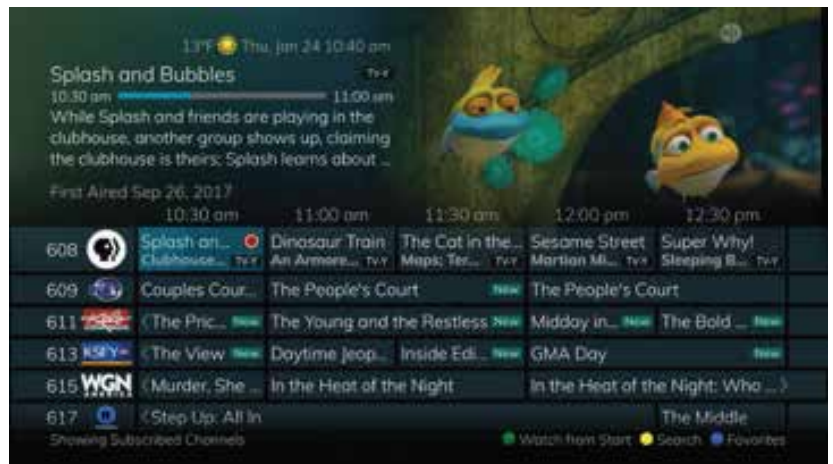 13°F Thu, Jan 24 10:40 am
Splash and Bubbles TV-Y
10:30 am 11:00 am
While Splash and friends are playing in the
clubhouse, another group shows up, claiming
the clubhouse is theirs; Splash learns about ...
First Aired Sep 26, 2017
10:30 am 11:00 am 11:30 am 12:00 pm 12:30 pm
608 Splash an... Dinosaur Train The Cat in the... Sesame Street Super Why!
Clubhouse... TV-Y An Armore... TV-Y Maps; Ter... TV-Y Martian Mi... TV-Y Sleeping B... TV-Y
609 Couples Cour... The People's Court New The People's Court
611 The Pric... New The Young and the Restless New Midday in... New The Bold ... New
613 KSFY The View New Daytime Jeop... Inside Edi... New GMA Day New
615 WGN Murder, She ... In the Heat of the Night In the Heat of the Night: Who ...
617 Step Up: All In The Middle
Showing Subscribed Channels Watch from Start Search Favorites